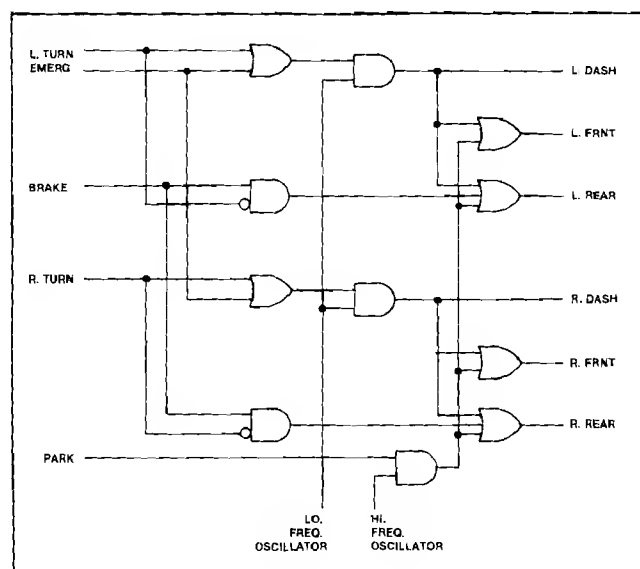 L. TURN
EMERG
L. DASH
L. FRNT
BRAKE
L. REAR
R. TURN
R. DASH
R. FRNT
R. REAR
PARK
LO.
FREQ.
OSCILLATOR
HI.
FREQ.
OSCILLATOR